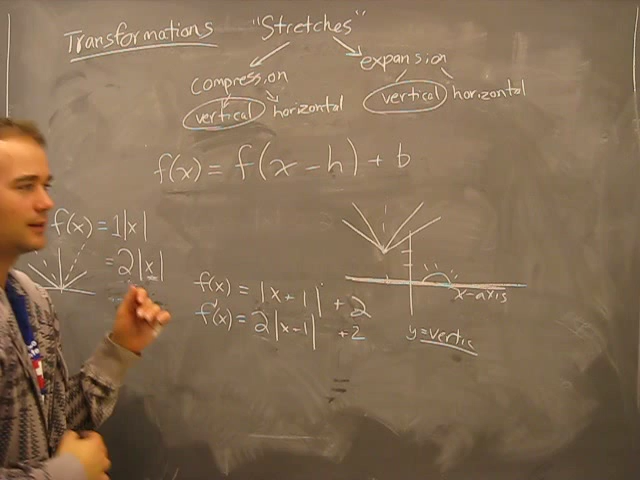 Transformations "Stretches"
compression expansion
vertical horizontal vertical horizontal
f(x) = f(x - h) + b
f(x) = 1|x|
= 2|x|
f(x) = |x + 1| + 2
f(x) = 2|x - 1| + 2
x-axis
y = vertic